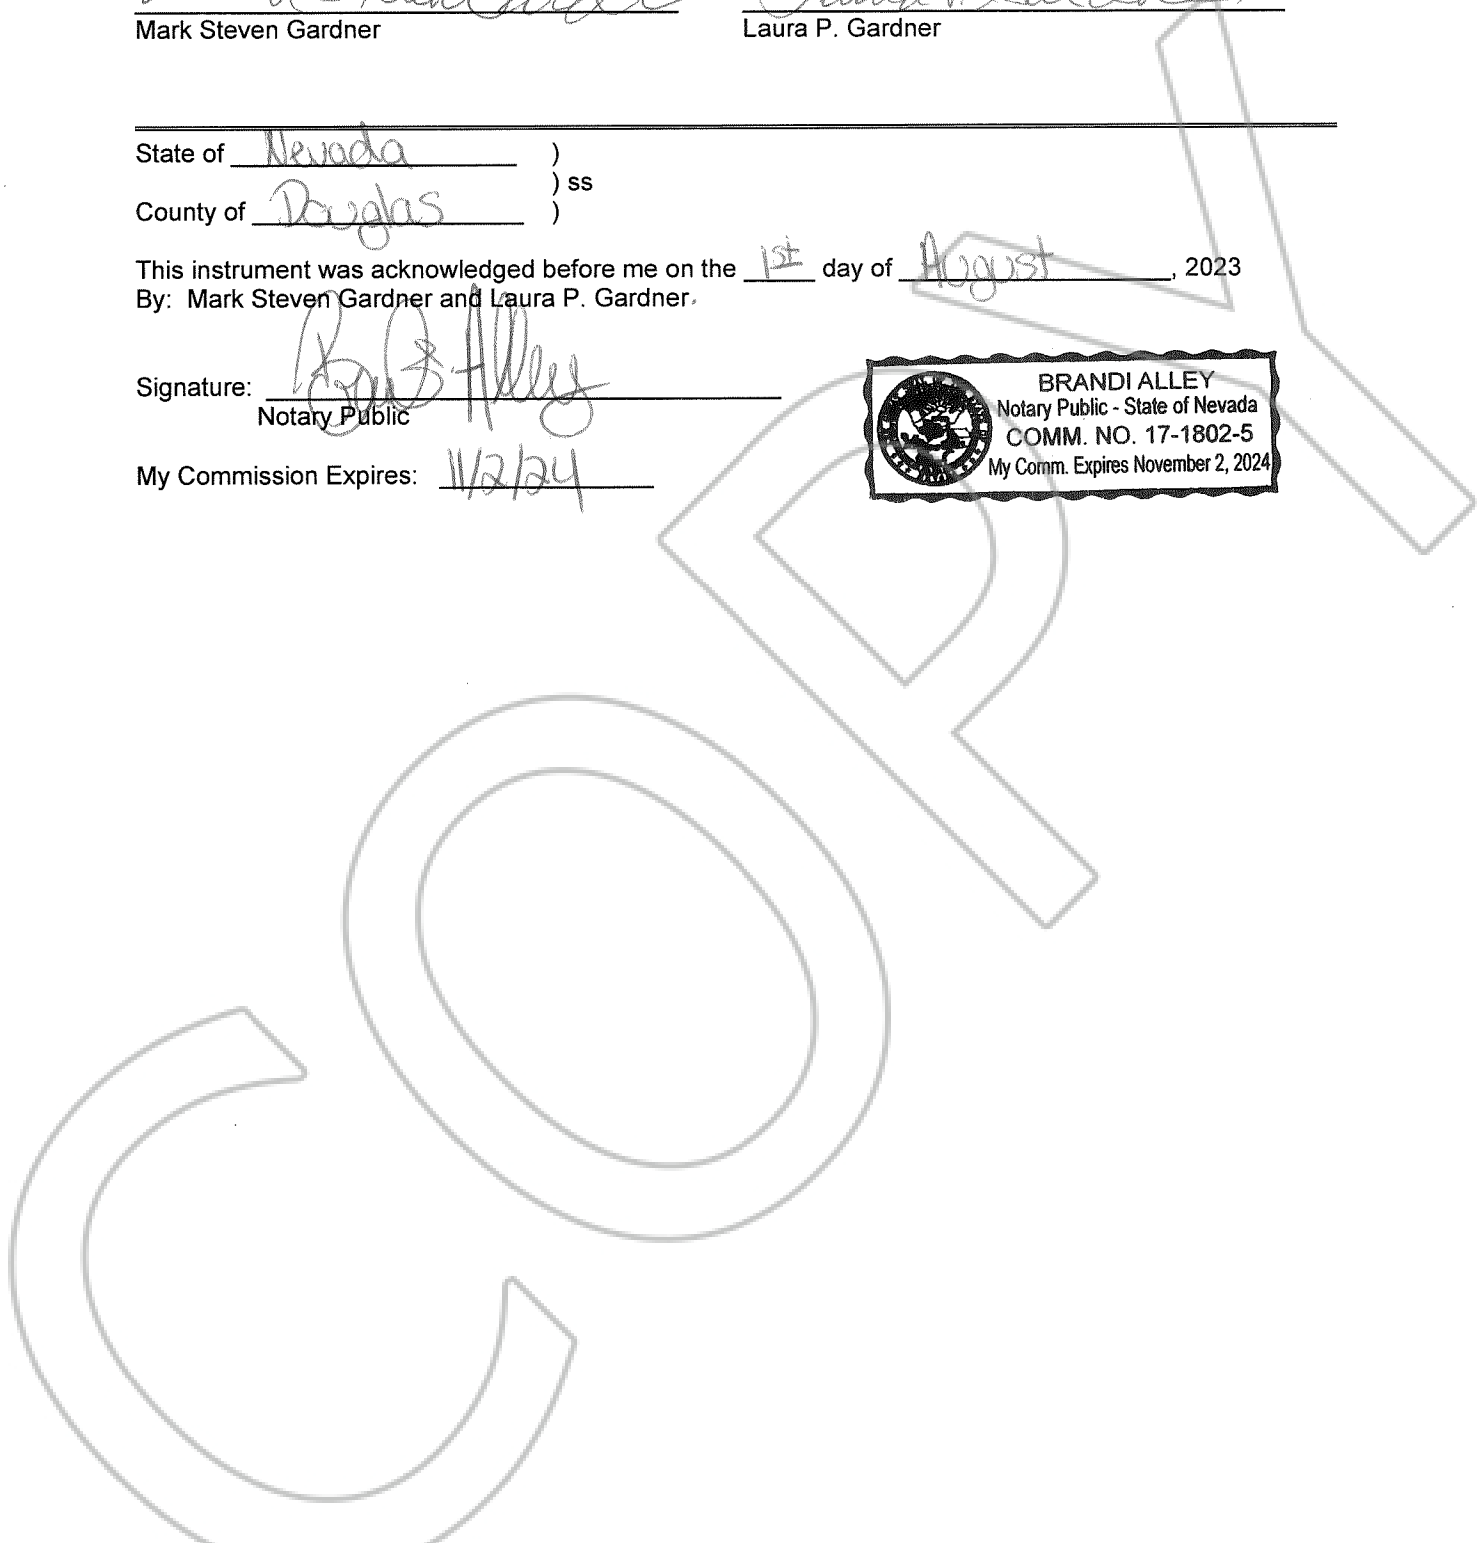 Mark Steven Gardner Laura P. Gardner
State of Nevada )
) ss
County of Douglas )
This instrument was acknowledged before me on the 1st day of August, 2023
By: Mark Steven Gardner and Laura P. Gardner.
Signature: Alley
Notary Public
BRANDI ALLEY
Notary Public - State of Nevada
COMM. NO. 17-1802-5
My Comm. Expires November 2, 2024
My Commission Expires: 11/2/24
COPY